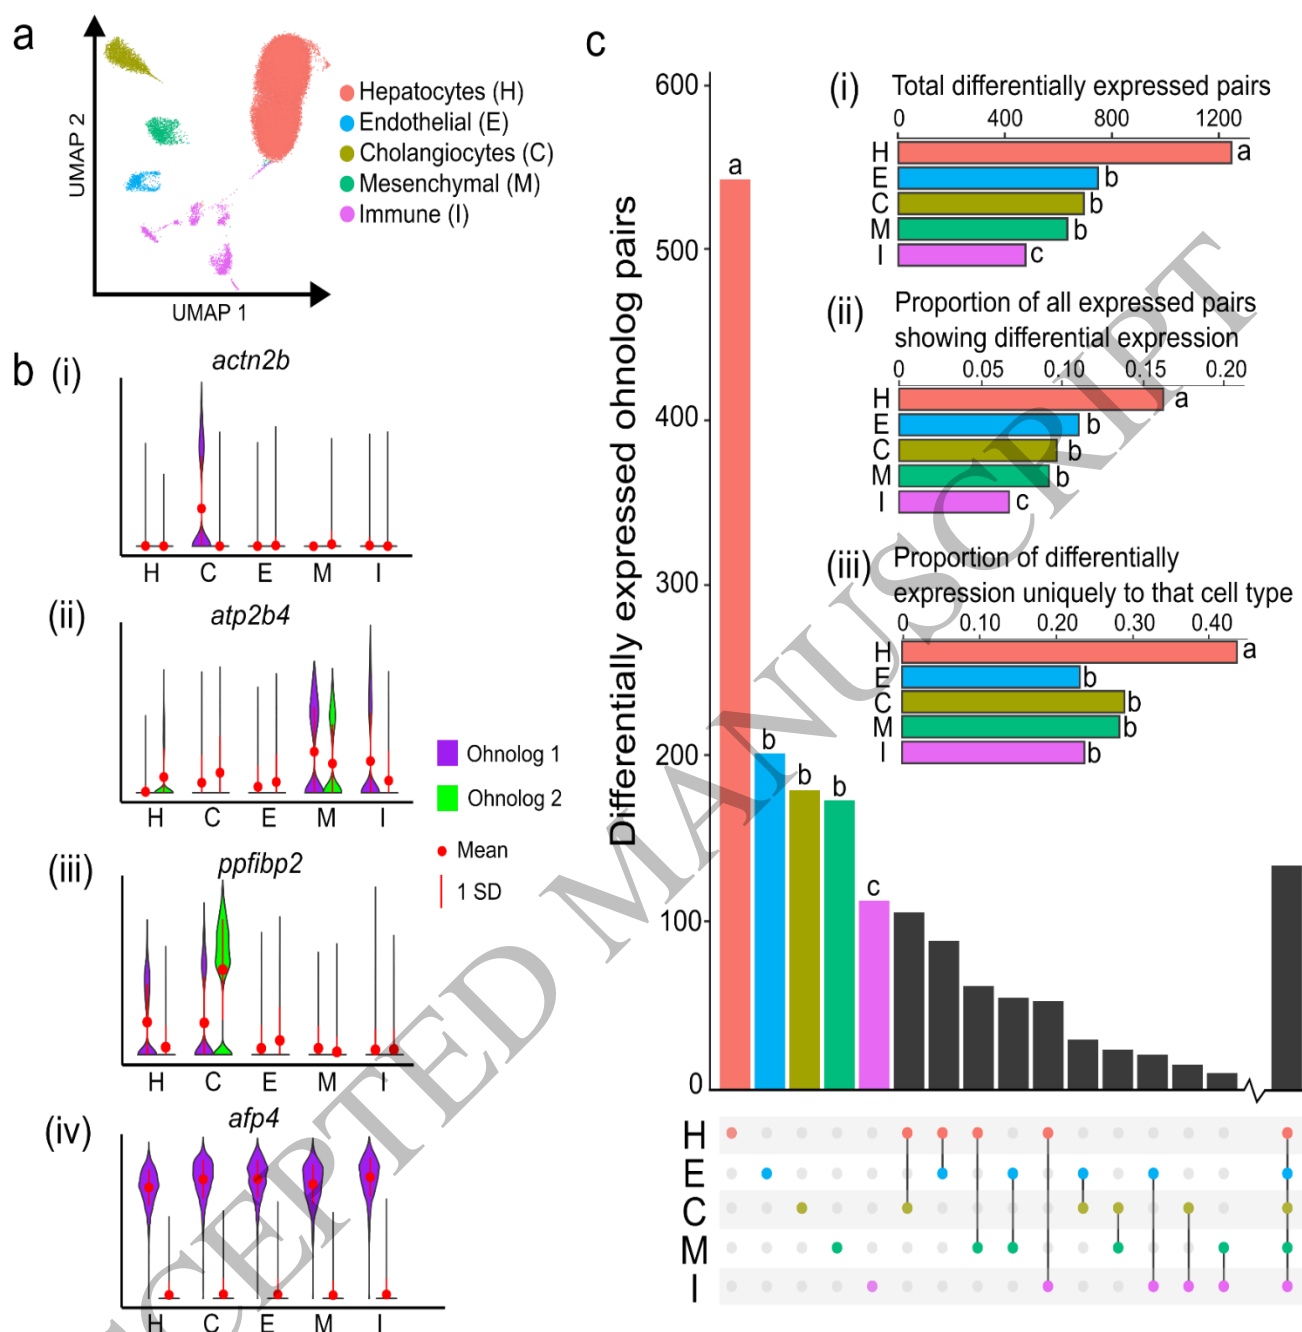 a
UMAP 2
UMAP 1
Hepatocytes (H)
Endothelial (E)
Cholangiocytes (C)
Mesenchymal (M)
Immune (I)
b
(i)
actn2b
H C E M I
(ii)
atp2b4
H C E M I
Ohnolog 1
Ohnolog 2
Mean
1 SD
(iii)
ppfibp2
H C E M I
(iv)
afp4
H C E M I
c
Differentially expressed ohnolog pairs
600
500
400
300
200
100
0
a
b
b
b
c
(i)
Total differentially expressed pairs
0 400 800 1200
H a
E b
C b
M b
I c
(ii)
Proportion of all expressed pairs
showing differential expression
0 0.05 0.10 0.15 0.20
H a
E b
C b
M b
I c
(iii)
Proportion of differentially
expression uniquely to that cell type
0 0.10 0.20 0.30 0.40
H a
E b
C b
M b
I b
H
E
C
M
I
CEPTED MANUSCRIPT